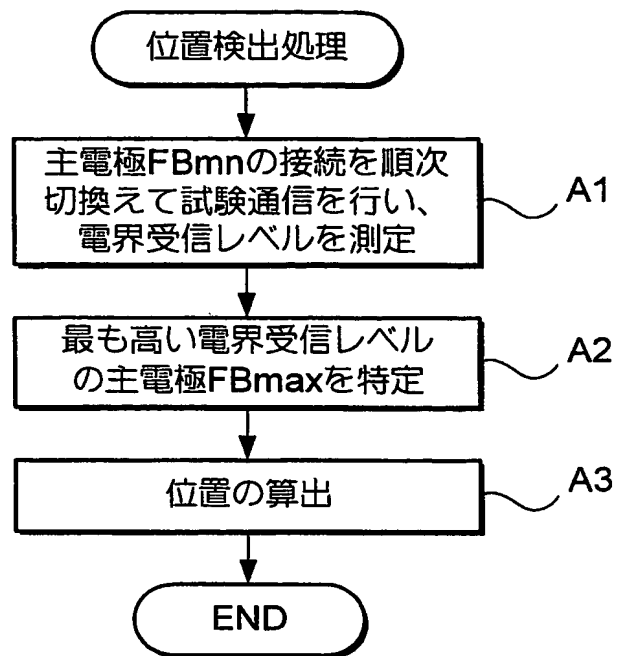 位置検出処理
主電極FBmnの接続を順次
切換えて試験通信を行い、
電界受信レベルを測定
A1
最も高い電界受信レベル
の主電極FBmaxを特定
A2
位置の算出
A3
END